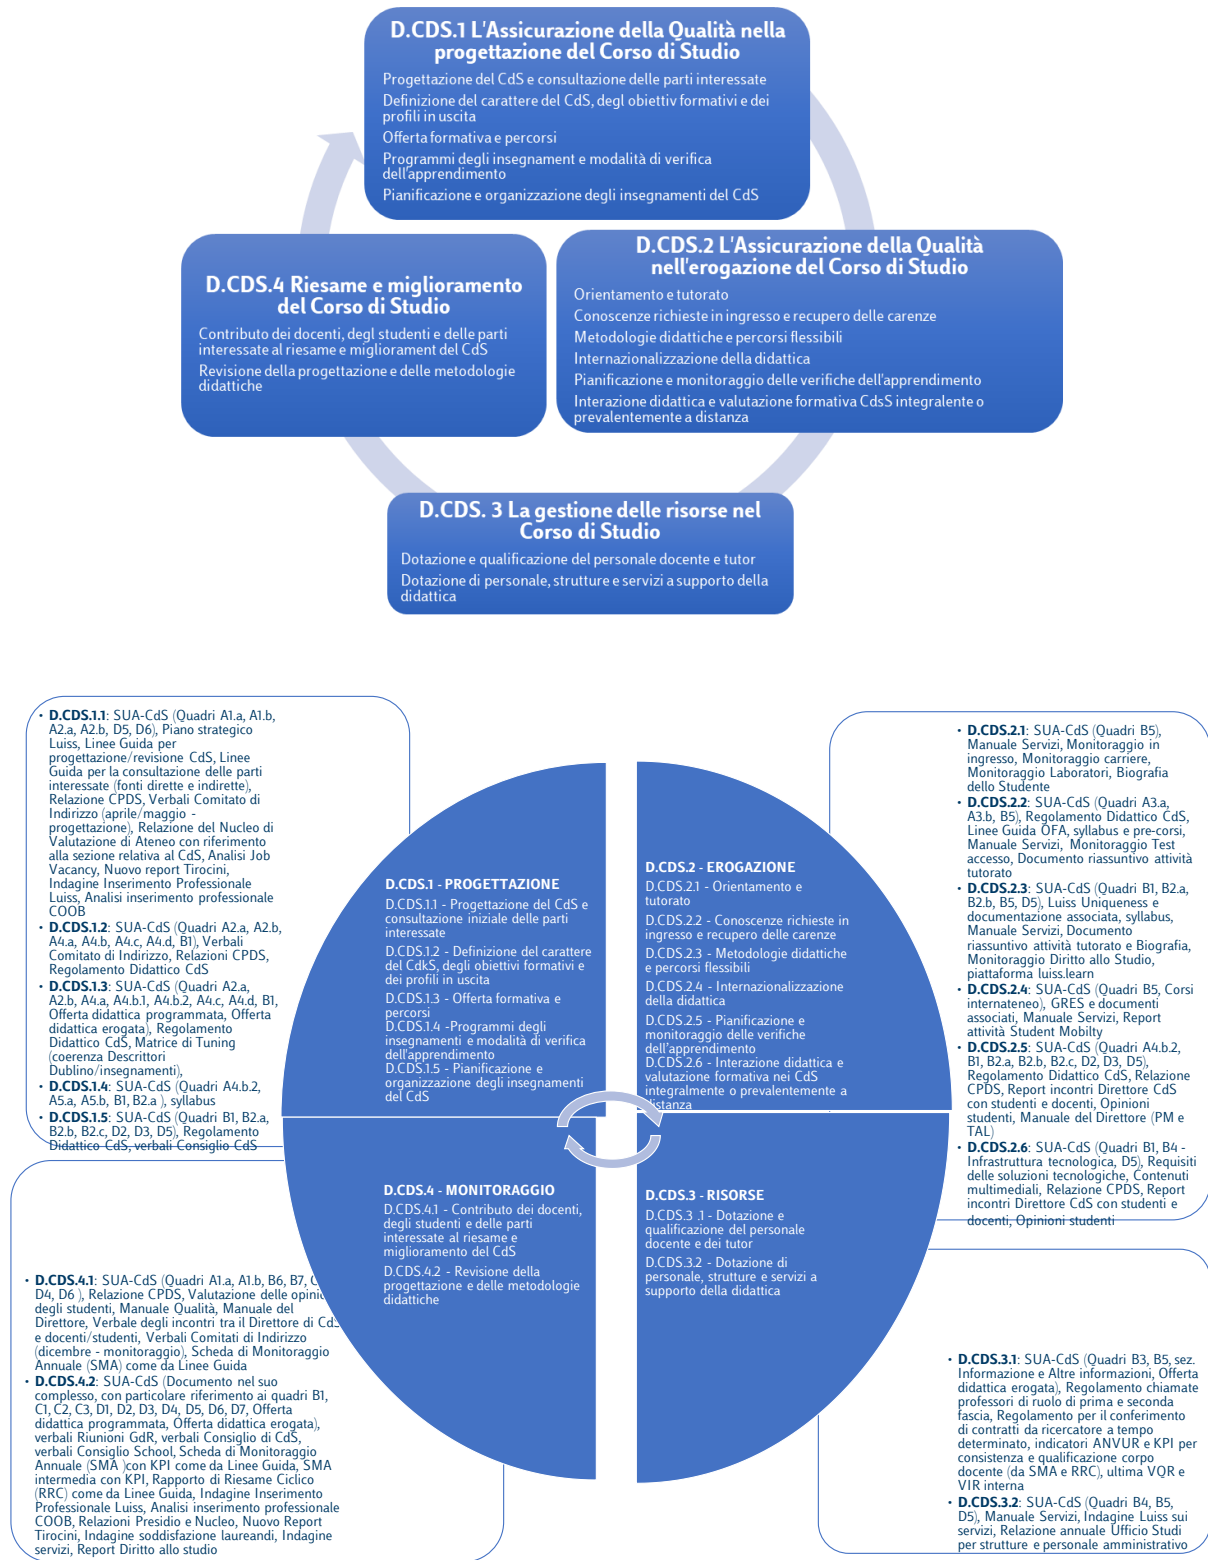 D.CDS.1 L'Assicurazione della Qualità nella
progettazione del Corso di Studio
Progettazione del CdS e consultazione delle parti interessate
Definizione del carattere del CdS, degl obiettiv formativi e dei
profili in uscita
Offerta formativa e percorsi
Programmi degli insegnament e modalità di verifica
dell'apprendimento
Pianificazione e organizzazione degli insegnamenti del CdS
D.CDS.2 L'Assicurazione della Qualità
nell'erogazione del Corso di Studio
Orientamento e tutorato
Conoscenze richieste in ingresso e recupero delle carenze
Metodologie didattiche e percorsi flessibili
Internazionalizzazione della didattica
Pianificazione e monitoraggio delle verifiche dell'apprendimento
Interazione didattica e valutazione formativa CdsS integralente o
prevalentemente a distanza
D.CDS.4 Riesame e miglioramento
del Corso di Studio
Contributo dei docenti, degl studenti e delle parti
interessate al riesame e migliorament del CdS
Revisione della progettazione e delle metodologie
didattiche
D.CDS. 3 La gestione delle risorse nel
Corso di Studio
Dotazione e qualificazione del personale docente e tutor
Dotazione di personale, strutture e servizi a supporto della
didattica
• D.CDS.1.1: SUA-CdS (Quadri A1.a, A1.b,
A2.a, A2.b, D5, D6), Piano strategico
Luiss, Linee Guida per
progettazione/revisione CdS, Linee
Guida per la consultazione delle parti
interessate (fonti dirette e indirette),
Relazione CPDS, Verbali Comitato di
Indirizzo (aprile/maggio -
progettazione), Relazione del Nucleo di
Valutazione di Ateneo con riferimento
alla sezione relativa al CdS, Analisi Job
Vacancy, Nuovo report Tirocini,
Indagine Inserimento Professionale
Luiss, Analisi inserimento professionale
COOB
• D.CDS.1.2: SUA-CdS (Quadri A2.a, A2.b,
A4.a, A4.b, A4.c, A4.d, B1), Verbali
Comitato di Indirizzo, Relazioni CPDS,
Regolamento Didattico CdS
• D.CDS.1.3: SUA-CdS (Quadri A2.a,
A2.b, A4.a, A4.b.1, A4.b.2, A4.c, A4.d, B1,
Offerta didattica programmata, Offerta
didattica erogata), Regolamento
Didattico CdS, Matrice di Tuning
(coerenza Descrittori
Dublino/insegnamenti),
• D.CDS.1.4: SUA-CdS (Quadri A4.b.2,
A5.a, A5.b, B1, B2.a ), syllabus
• D.CDS.1.5: SUA-CdS (Quadri B1, B2.a,
B2.b, B2.c, D2, D3, D5), Regolamento
Didattico CdS, verbali Consiglio CdS
D.CDS.1 - PROGETTAZIONE
D.CDS.1.1 - Progettazione del CdS e
consultazione iniziale delle parti
interessate
D.CDS.1.2 - Definizione del carattere
del CdkS, degli obiettivi formativi e
dei profili in uscita
D.CDS.1.3 - Offerta formativa e
percorsi
D.CDS.1.4 -Programmi degli
insegnamenti e modalità di verifica
dell'apprendimento
D.CDS.1.5 - Pianificazione e
organizzazione degli insegnamenti
del CdS
D.CDS.2 - EROGAZIONE
D.CDS.2.1 - Orientamento e
tutorato
D.CDS.2.2 - Conoscenze richieste in
ingresso e recupero delle carenze
D.CDS.2.3 - Metodologie didattiche
e percorsi flessibili
D.CDS.2.4 - Internazionalizzazione
della didattica
D.CDS.2.5 - Pianificazione e
monitoraggio delle verifiche
dell'apprendimento
D.CDS.2.6 - Interazione didattica e
valutazione formativa nei CdS
integralmente o prevalentemente a
distanza
• D.CDS.2.1: SUA-CdS (Quadri B5),
Manuale Servizi, Monitoraggio in
ingresso, Monitoraggio carriere,
Monitoraggio Laboratori, Biografia
dello Studente
• D.CDS.2.2: SUA-CdS (Quadri A3.a,
A3.b, B5), Regolamento Didattico CdS,
Linee Guida OFA, syllabus e pre-corsi,
Manuale Servizi, Monitoraggio Test
accesso, Documento riassuntivo attività
tutorato
• D.CDS.2.3: SUA-CdS (Quadri B1, B2.a,
B2.b, B5, D5), Luiss Uniqueness e
documentazione associata, syllabus,
Manuale Servizi, Documento
riassuntivo attività tutorato e Biografia,
Monitoraggio Diritto allo Studio,
piattaforma luiss.learn
• D.CDS.2.4: SUA-CdS (Quadri B5, Corsi
internateneo), GRES e documenti
associati, Manuale Servizi, Report
attività Student Mobilty
• D.CDS.2.5: SUA-CdS (Quadri A4.b.2,
B1, B2.a, B2.b, B2.c, D2, D3, D5),
Regolamento Didattico CdS, Relazione
CPDS, Report incontri Direttore CdS
con studenti e docenti, Opinioni
studenti, Manuale del Direttore (PM e
TAL)
• D.CDS.2.6: SUA-CdS (Quadri B1, B4 -
Infrastruttura tecnologica, D5), Requisiti
delle soluzioni tecnologiche, Contenuti
multimediali, Relazione CPDS, Report
incontri Direttore CdS con studenti e
docenti, Opinioni studenti
D.CDS.4 - MONITORAGGIO
D.CDS.4.1 - Contributo dei docenti,
degli studenti e delle parti
interessate al riesame e
miglioramento del CdS
D.CDS.4.2 - Revisione della
progettazione e delle metodologie
didattiche
D.CDS.3 - RISORSE
D.CDS.3 .1 - Dotazione e
qualificazione del personale
docente e dei tutor
D.CDS.3.2 - Dotazione di
personale, strutture e servizi a
supporto della didattica
• D.CDS.4.1: SUA-CdS (Quadri A1.a, A1.b, B6, B7,
D4, D6 ), Relazione CPDS, Valutazione delle
degli studenti, Manuale Qualità, Manuale del
Direttore, Verbale degli incontri tra il Direttore di CdS
e docenti/studenti, Verbali Comitati di Indirizzo
(dicembre - monitoraggio), Scheda di Monitoraggio
Annuale (SMA) come da Linee Guida
• D.CDS.4.2: SUA-CdS (Documento nel suo
complesso, con particolare riferimento ai quadri B1,
C1, C2, C3, D1, D2, D3, D4, D5, D6, D7, Offerta
didattica programmata, Offerta didattica erogata),
verbali Riunioni GdR, verbali Consiglio di CdS,
verbali Consiglio School, Scheda di Monitoraggio
Annuale (SMA )con KPI come da Linee Guida, SMA
intermedia con KPI, Rapporto di Riesame Ciclico
(RRC) come da Linee Guida, Indagine Inserimento
Professionale Luiss, Analisi inserimento professionale
COOB, Relazioni Presidio e Nucleo, Nuovo Report
Tirocini, Indagine soddisfazione laureandi, Indagine
servizi, Report Diritto allo studio
• D.CDS.3.1: SUA-CdS (Quadri B3, B5, sez.
Informazione e Altre informazioni, Offerta
didattica erogata), Regolamento chiamate
professori di ruolo di prima e seconda
fascia, Regolamento per il conferimento
di contratti da ricercatore a tempo
determinato, indicatori ANVUR e KPI per
consistenza e qualificazione corpo
docente (da SMA e RRC), ultima VQR e
VIR interna
• D.CDS.3.2: SUA-CdS (Quadri B4, B5,
D5), Manuale Servizi, Indagine Luiss sui
servizi, Relazione annuale Ufficio Studi
per strutture e personale amministrativo